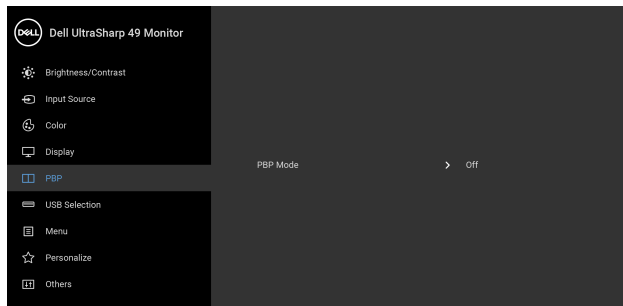 DELL Dell UltraSharp 49 Monitor
Brightness/Contrast
Input Source
Color
Display
PBP
USB Selection
Menu
Personalize
Others
PBP Mode Off